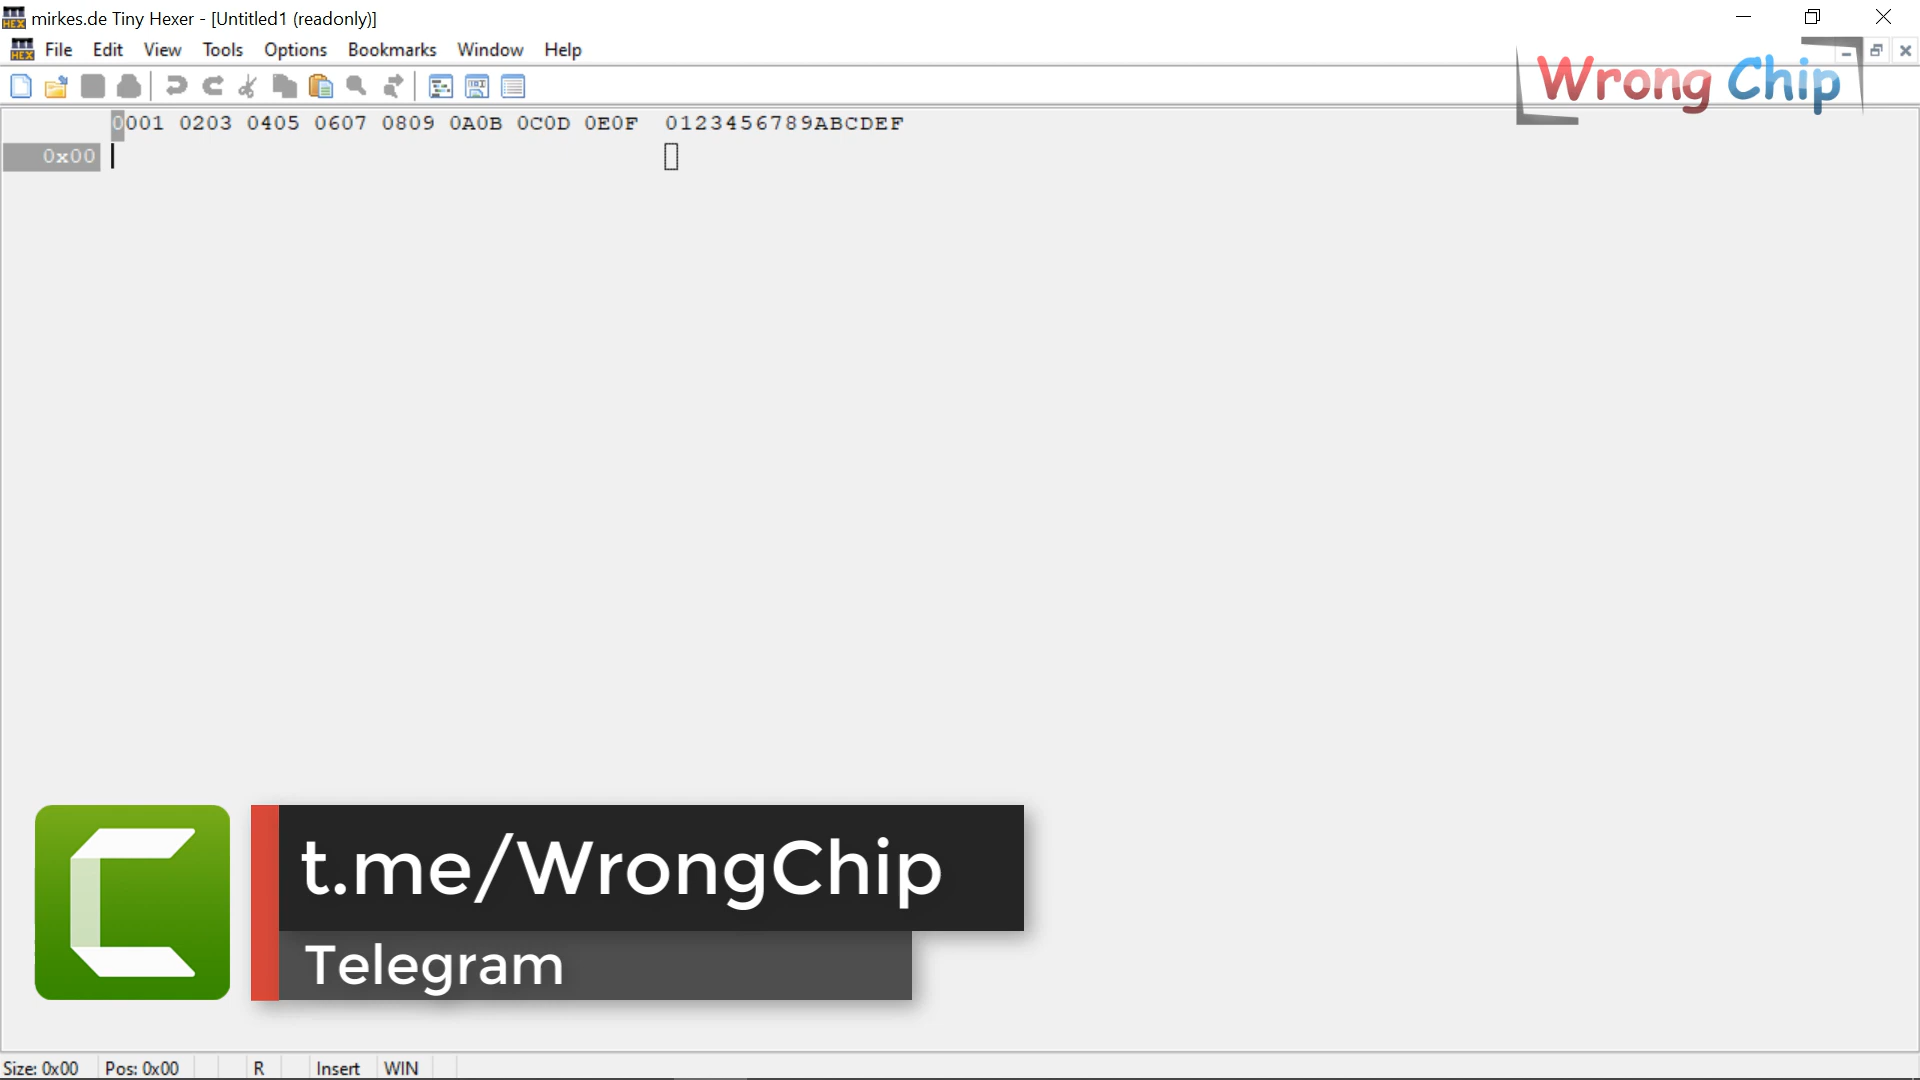 mirkes.de Tiny Hexer - [Untitled1 (readonly)]
File Edit View Tools Options Bookmarks Window Help
Wrong Chip
0001 0203 0405 0607 0809 0A0B 0C0D 0E0F 0123456789ABCDEF
0x00
t.me/WrongChip
Telegram
Size: 0x00 Pos: 0x00 R Insert WIN